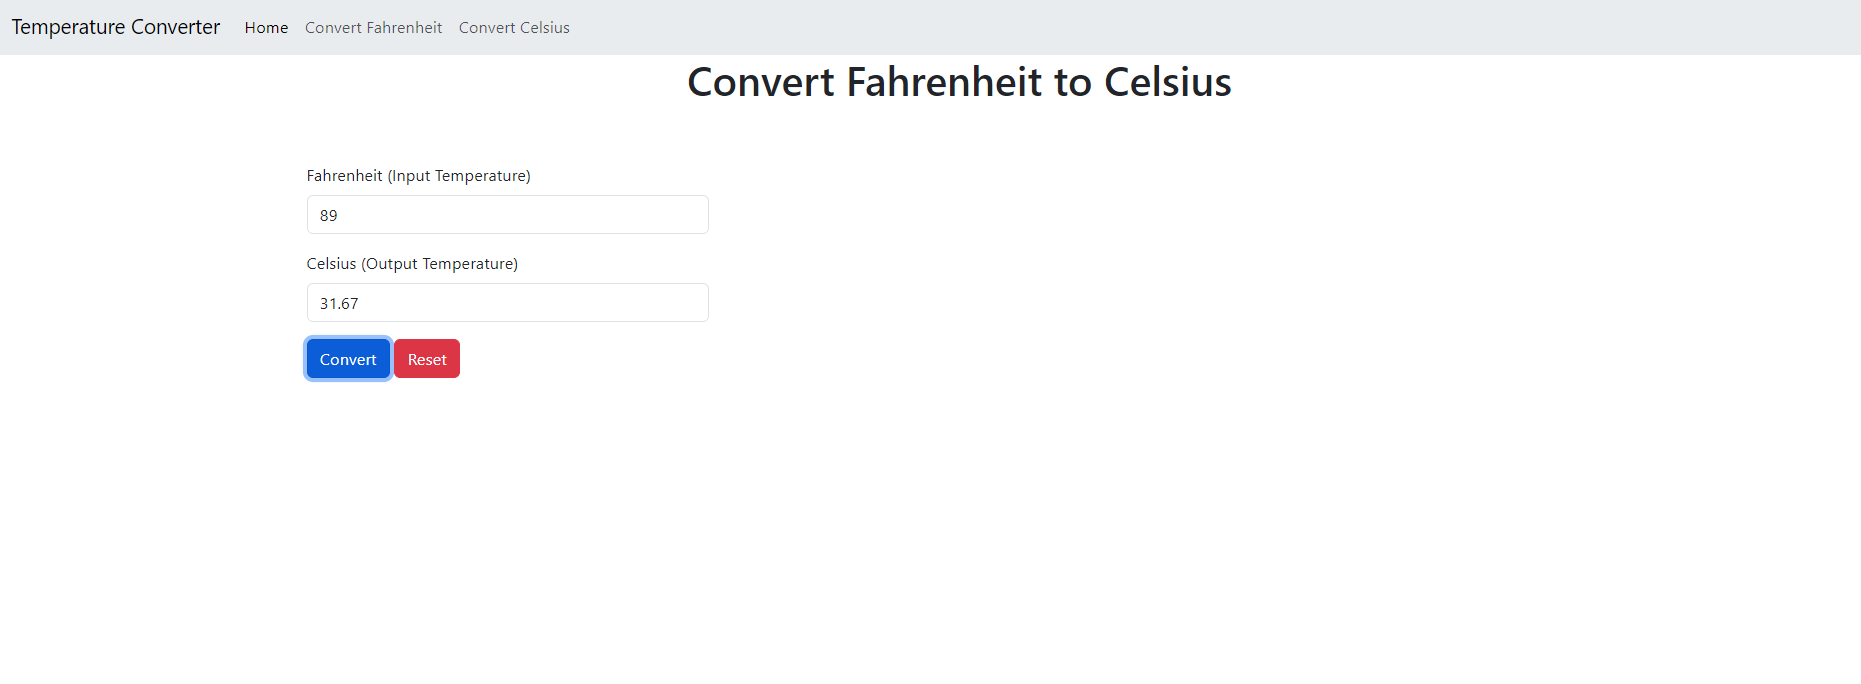 Temperature Converter Home Convert Fahrenheit Convert Celsius
Convert Fahrenheit to Celsius
Fahrenheit (Input Temperature)
89
Celsius (Output Temperature)
31.67
Convert Reset